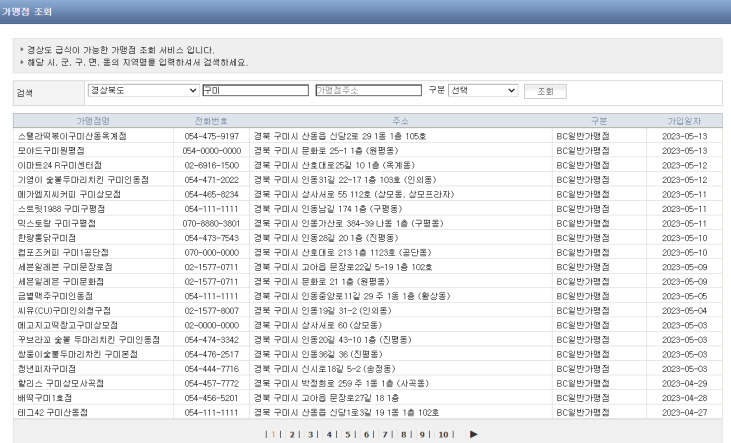 가맹점 조회
* 경상도 급식이 가능한 가맹점 조회 서비스 입니다.
* 해당 시, 군, 구, 면, 동의 지역명를 입력하셔서 검색하세요.
검색 경상북도 구미 가맹점주소 구분 선택 조회
가맹점명 전화번호 주소 구분 가입일자
스텔라떡볶이구미산동옥계점 054-475-9197 경북 구미시 산동읍 신당2로 29 1동 1층 105호 BC일반가맹점 2023-05-13
모야드구미원평점 054-0000-0000 경북 구미시 문화로 25-1 1층 (원평동) BC일반가맹점 2023-05-13
이마트24 R구미센터점 02-6916-1500 경북 구미시 산호대로25길 10 1층 (옥계동) BC일반가맹점 2023-05-12
기영이 숯불두마리치킨 구미인동점 054-471-2022 경북 구미시 인동31길 22-17 1층 103호 (인의동) BC일반가맹점 2023-05-12
메가엠지씨커피 구미상모점 054-465-8234 경북 구미시 상사서로 55 112호 (상모동, 상모프라자) BC일반가맹점 2023-05-11
스트릿1988 구미구평점 054-111-1111 경북 구미시 인동남길 174 1층 (구평동) BC일반가맹점 2023-05-11
믹스토랑 구미구평점 070-8880-3801 경북 구미시 인동가산로 384-39 나동 1층 (구평동) BC일반가맹점 2023-05-11
한량통닭구미점 054-473-7543 경북 구미시 인동28길 20 1층 (진평동) BC일반가맹점 2023-05-10
컴포즈커피 구미1공단점 070-000-0000 경북 구미시 산호대로 213 1층 1123호 (공단동) BC일반가맹점 2023-05-10
세븐일레븐 구미문장로점 02-1577-0711 경북 구미시 고아읍 문장로22길 5-19 1층 102호 BC일반가맹점 2023-05-09
세븐일레븐 구미문화점 02-1577-0711 경북 구미시 문화로 21 1층 (원평동) BC일반가맹점 2023-05-09
금별맥주구미인동점 054-111-1111 경북 구미시 인동중앙로11길 29 주 1동 1층 (황상동) BC일반가맹점 2023-05-05
씨유(CU)구미인의청구점 02-1577-8007 경북 구미시 인동19길 31-2 (인의동) BC일반가맹점 2023-05-04
메고지고떡창고구미상모점 02-0000-0000 경북 구미시 상사서로 60 (상모동) BC일반가맹점 2023-05-03
꾸브라꼬 숯불 두마리치킨 구미인동점 054-474-3342 경북 구미시 인동20길 43-10 1층 (진평동) BC일반가맹점 2023-05-03
쌍둥이숯불두마리치킨 구미본점 054-476-2517 경북 구미시 인동36길 36 (진평동) BC일반가맹점 2023-05-03
청년피자구미점 054-444-7716 경북 구미시 신시로18길 5-2 (송정동) BC일반가맹점 2023-05-03
할리스 구미상모사곡점 054-457-7772 경북 구미시 박정희로 259 주 1동 1층 (사곡동) BC일반가맹점 2023-04-29
배떡구미1호점 054-456-5201 경북 구미시 고아읍 문장로27길 18 1층 BC일반가맹점 2023-04-28
테그42 구미산동점 054-111-1111 경북 구미시 산동읍 신당1로3길 19 1동 1층 102호 BC일반가맹점 2023-04-27
| 1 | 2 | 3 | 4 | 5 | 6 | 7 | 8 | 9 | 10 | ▶